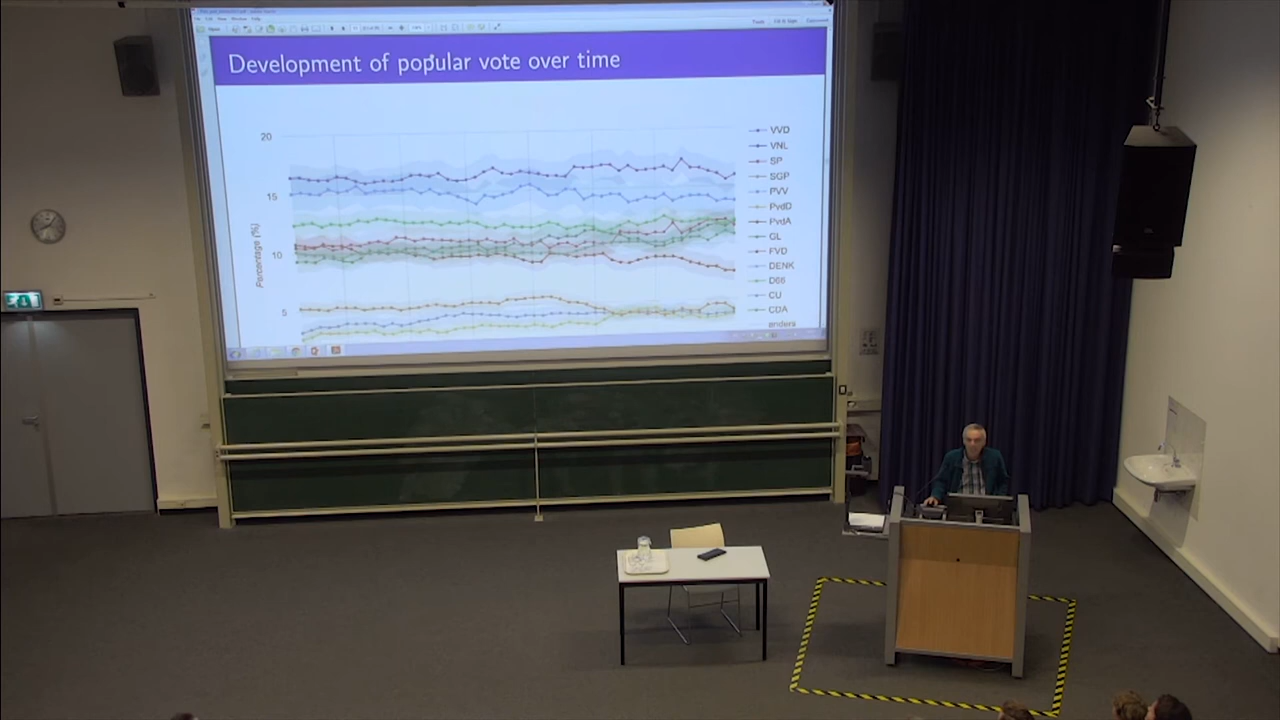 Development of popular vote over time
20
15
10
5
Percentage (%)
VVD
VNL
SP
SGP
PVV
PvdD
PvdA
GL
FVD
DENK
D66
CU
CDA
anders